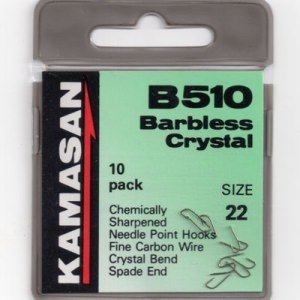 KAMASAN
B510
Barbless
Crystal
10
pack
SIZE
22
Chemically
Sharpened
Needle Point Hooks
Fine Carbon Wire
Crystal Bend
Spade End